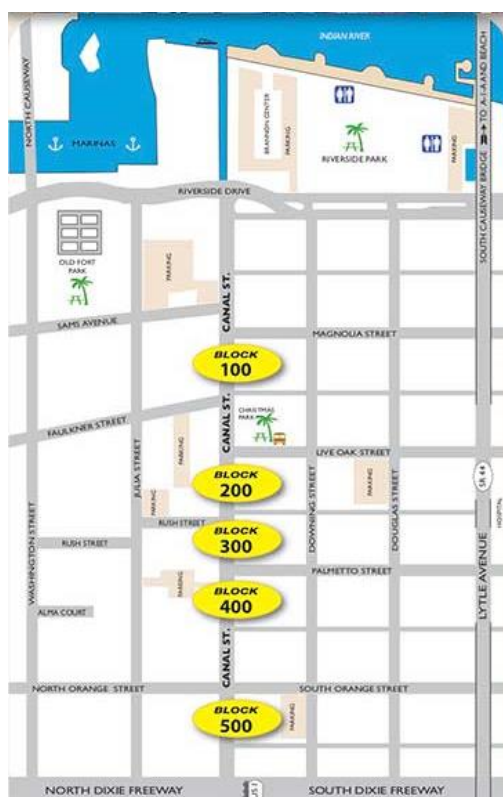 INDIAN RIVER
NORTH CAUSEWAY
TO A-1-A AND BEACH
BRANNON CENTER
PARKING
MARINAS
RIVERSIDE PARK
PARKING
SOUTH CAUSEWAY BRIDGE
RIVERSIDE DRIVE
OLD FORT
PARK
PARKING
CANAL ST.
SAMS AVENUE
MAGNOLIA STREET
BLOCK
100
CANAL ST.
CHRISTMAS
PARK
FAULKNER STREET
JULIA STREET
PARKING
LIVE OAK STREET
BLOCK
200
PARKING
SR 44
HOSPITAL
PARKING
WASHINGTON STREET
DOWNING STREET
DOUGLAS STREET
RUSH STREET
BLOCK
300
RUSH STREET
LYTLE AVENUE
PALMETTO STREET
PARKING
BLOCK
400
ALMA COURT
CANAL ST.
NORTH ORANGE STREET
SOUTH ORANGE STREET
BLOCK
500
PARKING
NORTH DIXIE FREEWAY
US 1
SOUTH DIXIE FREEWAY